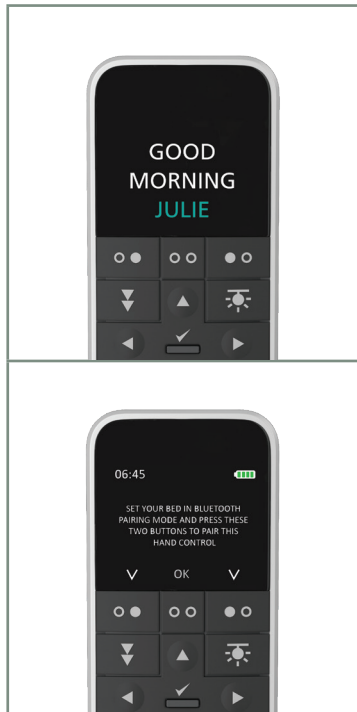 GOOD
MORNING
JULIE
06:45
SET YOUR BED IN BLUETOOTH
PAIRING MODE AND PRESS THESE
TWO BUTTONS TO PAIR THIS
HAND CONTROL
OK